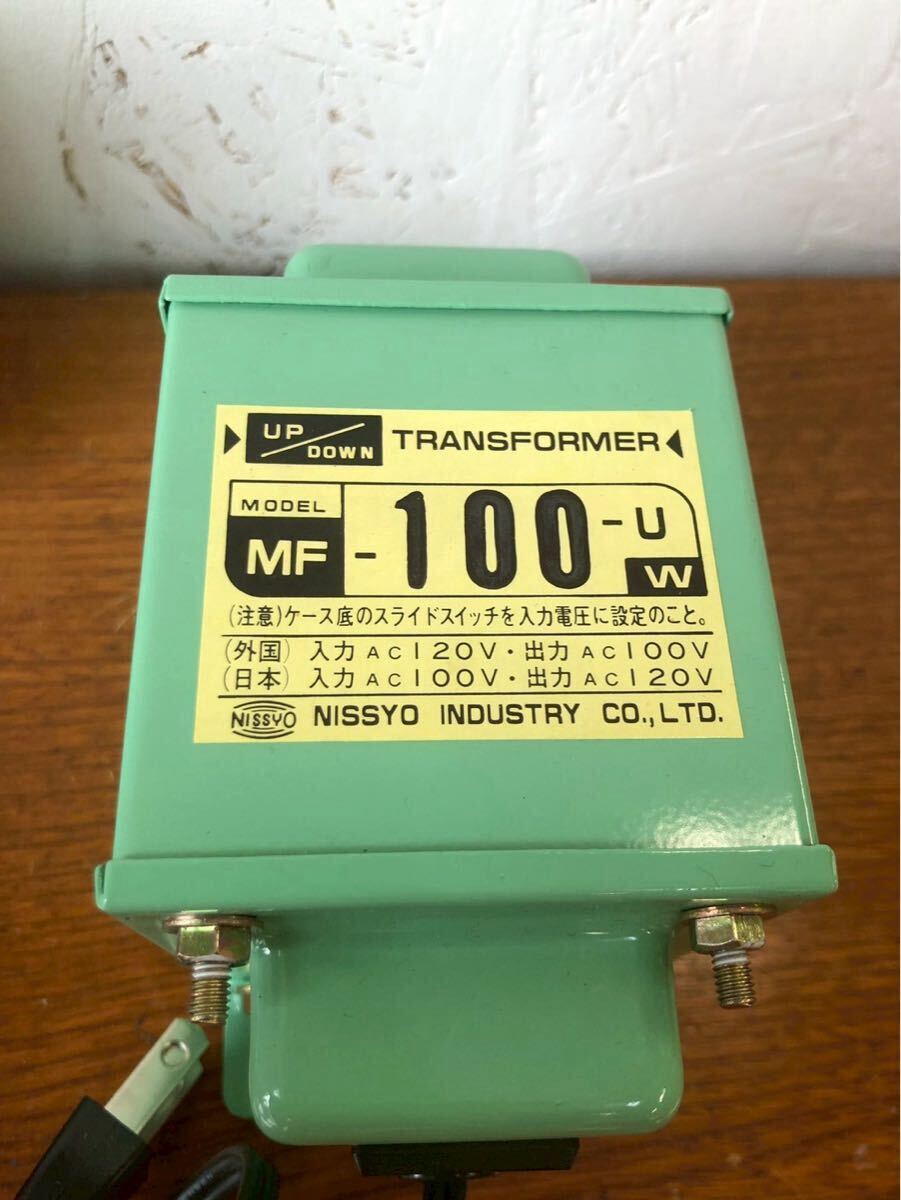 UP/DOWN TRANSFORMER
MODEL
MF-100-U
W
(注意)ケース底のスライドスイッチを入力電圧に設定のこと。
(外国) 入力 AC120V・出力 AC100V
(日本) 入力 AC100V・出力 AC120V
NISSYO NISSYO INDUSTRY CO.,LTD.